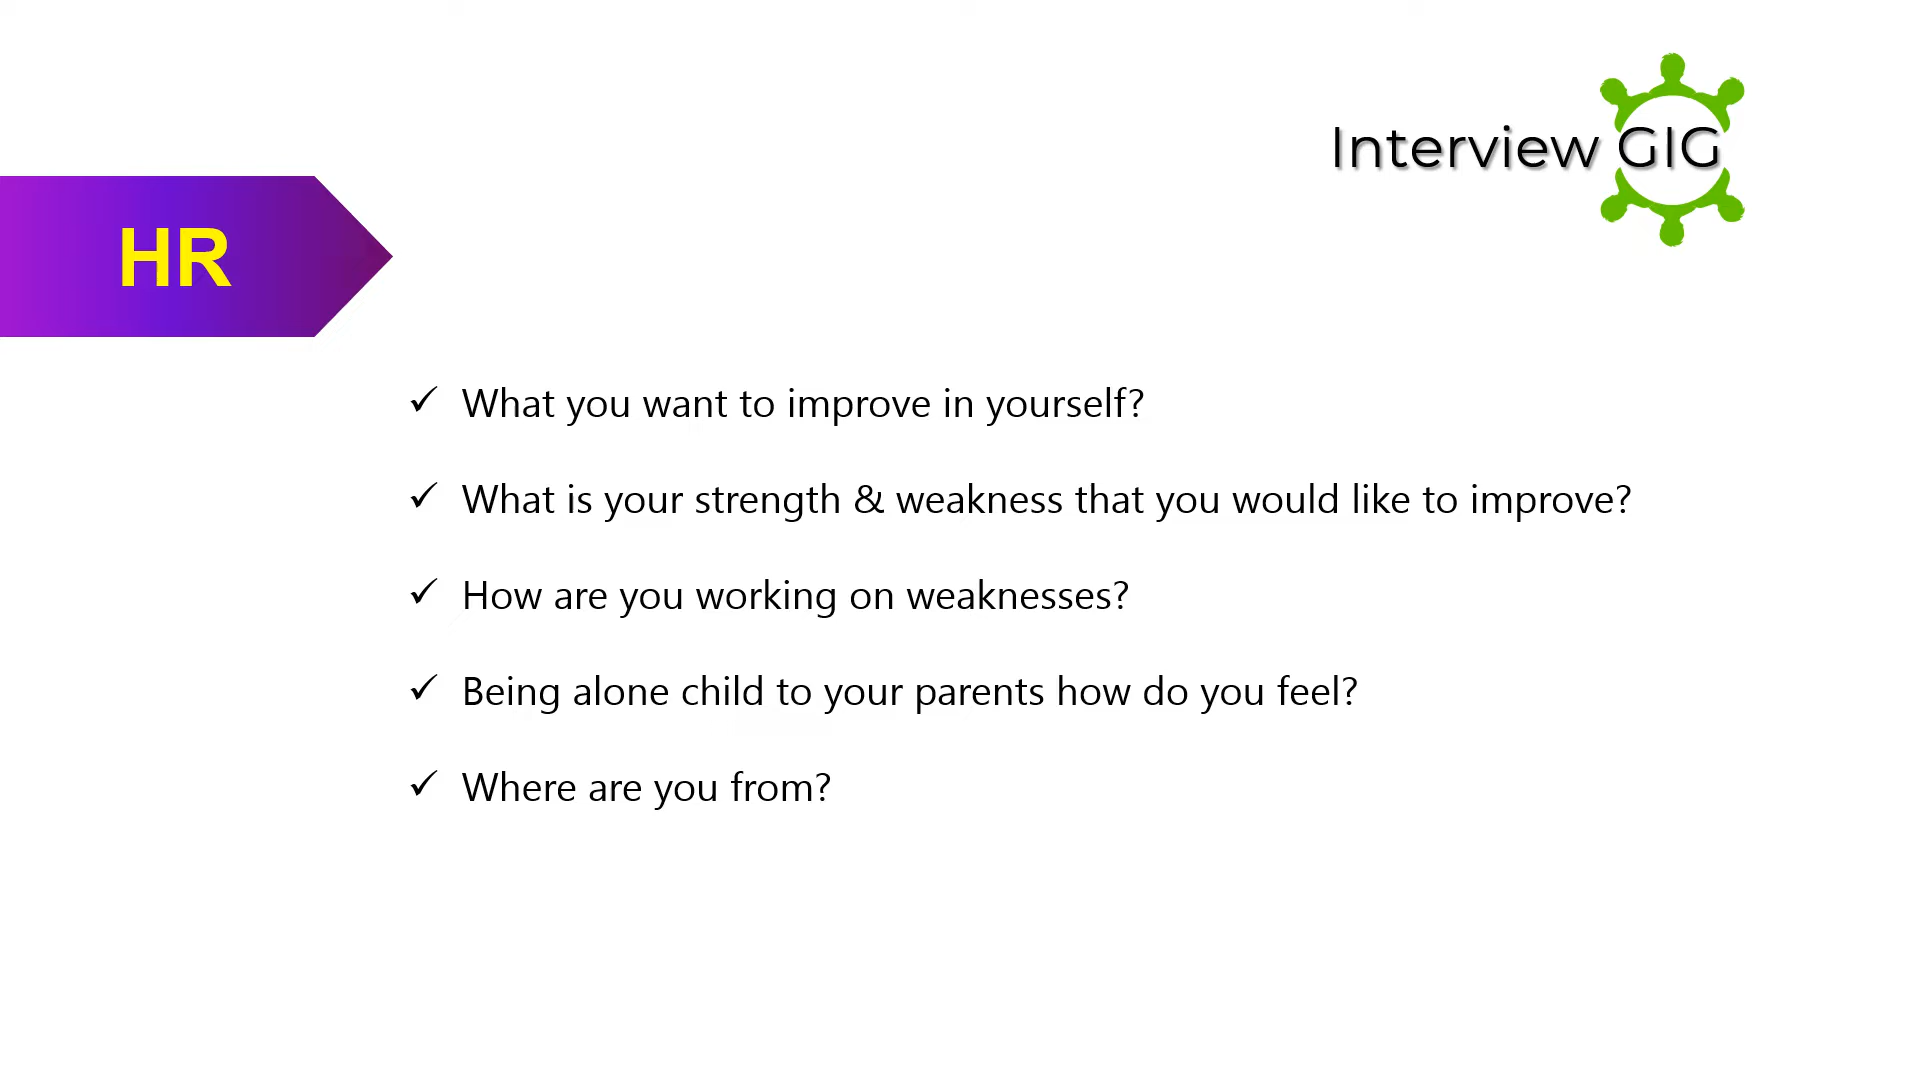 Interview GIG
HR
What you want to improve in yourself?
What is your strength & weakness that you would like to improve?
How are you working on weaknesses?
Being alone child to your parents how do you feel?
Where are you from?